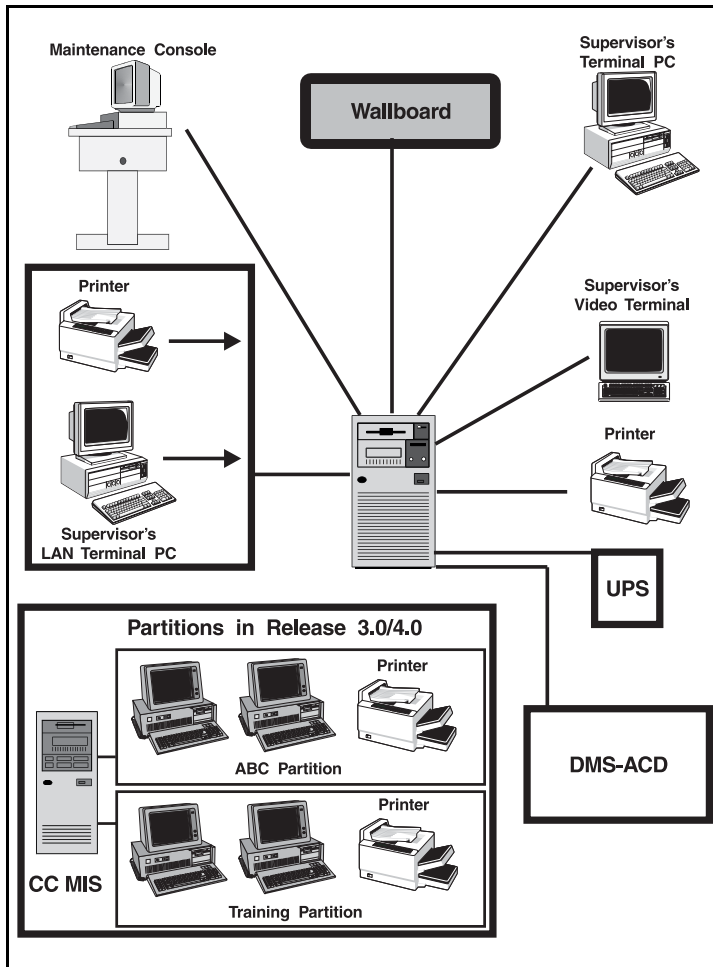 Maintenance Console
Wallboard
Supervisor's
Terminal PC
Printer
Supervisor's
LAN Terminal PC
Supervisor's
Video Terminal
Printer
UPS
DMS-ACD
Partitions in Release 3.0/4.0
Printer
ABC Partition
Printer
Training Partition
CC MIS